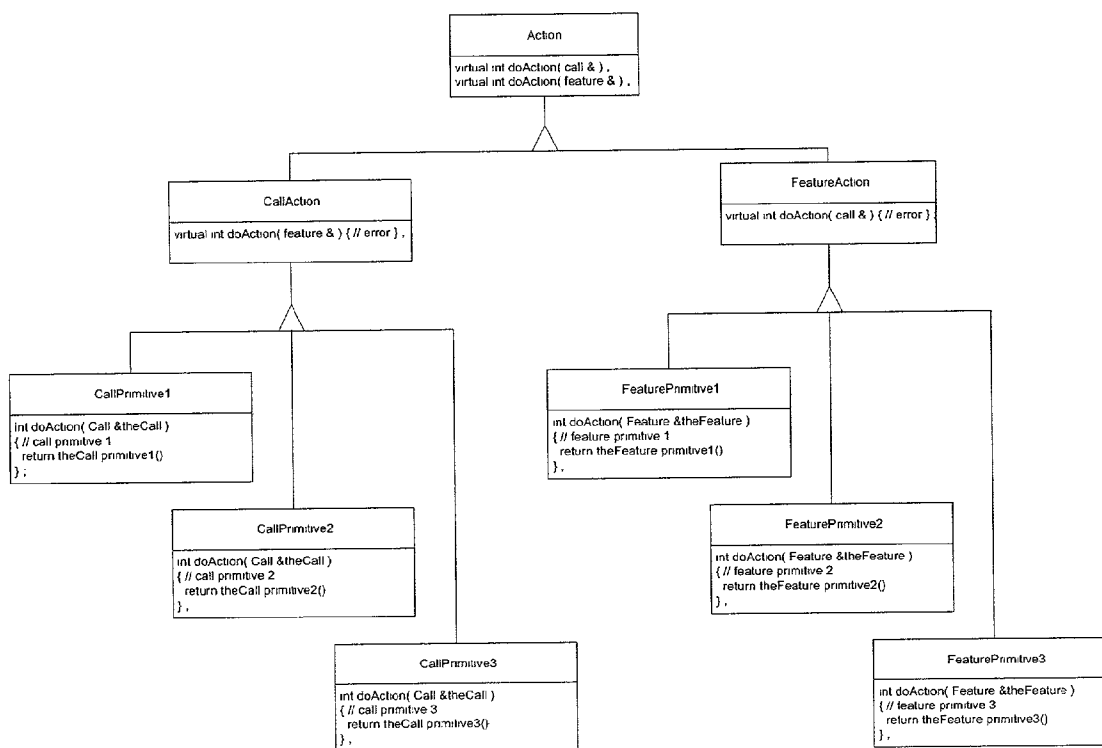 Action
virtual int doAction( call & ) ,
virtual int doAction( feature & ) ,
CallAction
virtual int doAction( feature & ) { // error } ,
FeatureAction
virtual int doAction( call & ) { // error }
CallPrimitive1
int doAction( Call &theCall )
{ // call primitive 1
return theCall primitive1()
} ;
FeaturePrimitive1
int doAction( Feature &theFeature )
{ // feature primitive 1
return theFeature primitive1()
} ,
CallPrimitive2
int doAction( Call &theCall )
{ // call primitive 2
return theCall primitive2()
} ,
FeaturePrimitive2
int doAction( Feature &theFeature )
{ // feature primitive 2
return theFeature primitive2()
} ,
CallPrimitive3
int doAction( Call &theCall )
{ // call primitive 3
return theCall primitive3()
} ,
FeaturePrimitive3
int doAction( Feature &theFeature )
{ // feature primitive 3
return theFeature primitive3()
} ,